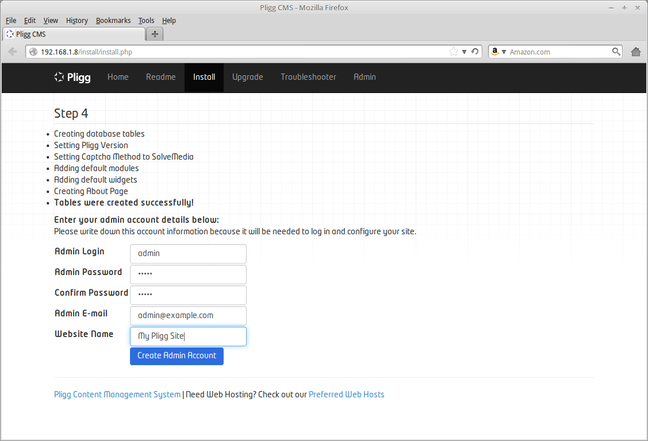 Pligg CMS - Mozilla Firefox
File Edit View History Bookmarks Tools Help
Pligg CMS
192.168.1.8/install/install.php
Amazon.com
Pligg Home Readme Install Upgrade Troubleshooter Admin
Step 4
Creating database tables
Setting Pligg Version
Setting Captcha Method to SolveMedia
Adding default modules
Adding default widgets
Creating About Page
Tables were created successfully!
Enter your admin account details below:
Please write down this account information because it will be needed to log in and configure your site.
Admin Login admin
Admin Password •••••
Confirm Password •••••
Admin E-mail admin@example.com
Website Name My Pligg Site
Create Admin Account
Pligg Content Management System | Need Web Hosting? Check out our Preferred Web Hosts